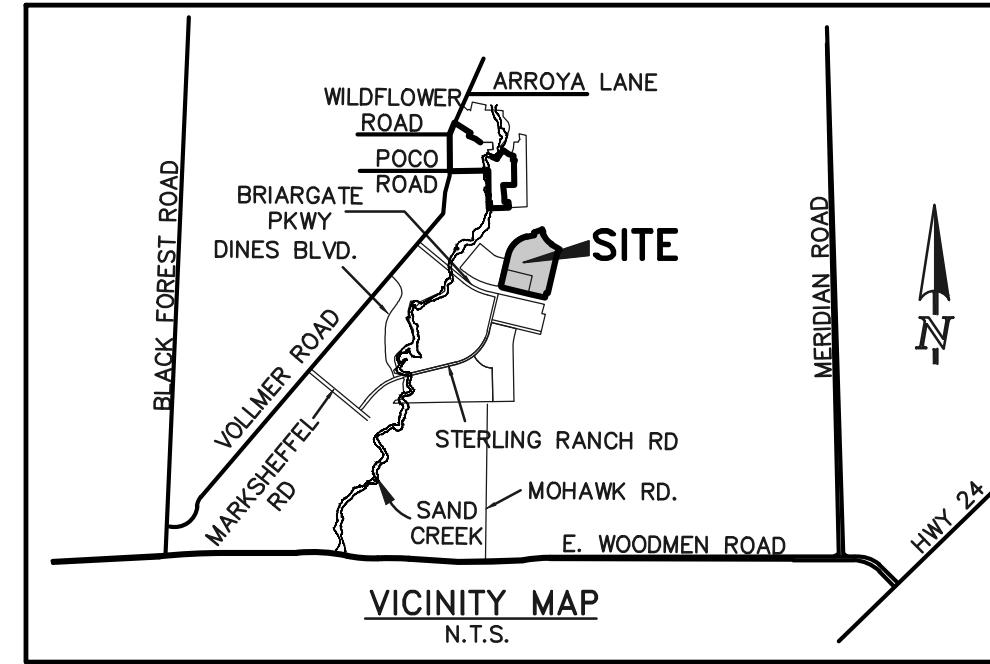 ARROYA LANE
WILDFLOWER
ROAD
POCO
ROAD
BRIARGATE
PKWY
DINES BLVD.
SITE
BLACK FOREST ROAD
MERIDIAN ROAD
N
VOLLMER ROAD
MARKSHEFFEL
RD
STERLING RANCH RD
MOHAWK RD.
SAND
CREEK
HWY 24
E. WOODMEN ROAD
VICINITY MAP
N.T.S.